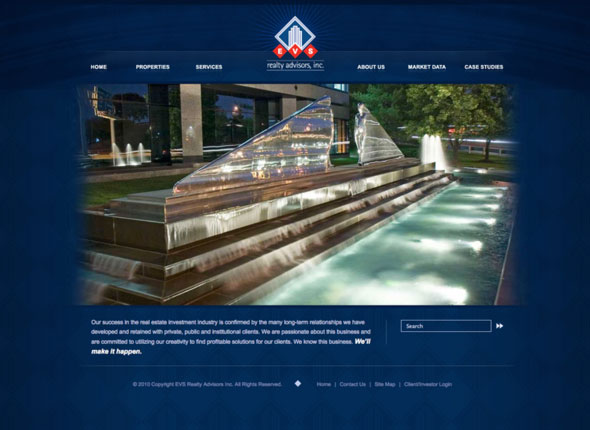 EVS
realty advisors, inc.
HOME PROPERTIES SERVICES ABOUT US MARKET DATA CASE STUDIES
Our success in the real estate investment industry is confirmed by the many long-term relationships we have
developed and retained with private, public and institutional clients. We are passionate about this business and
are committed to utilizing our creativity to find profitable solutions for our clients. We know this business. We'll
make it happen.
Search
© 2010 Copyright EVS Realty Advisors Inc, All Rights Reserved. Home | Contact Us | Site Map | Client/Investor Login